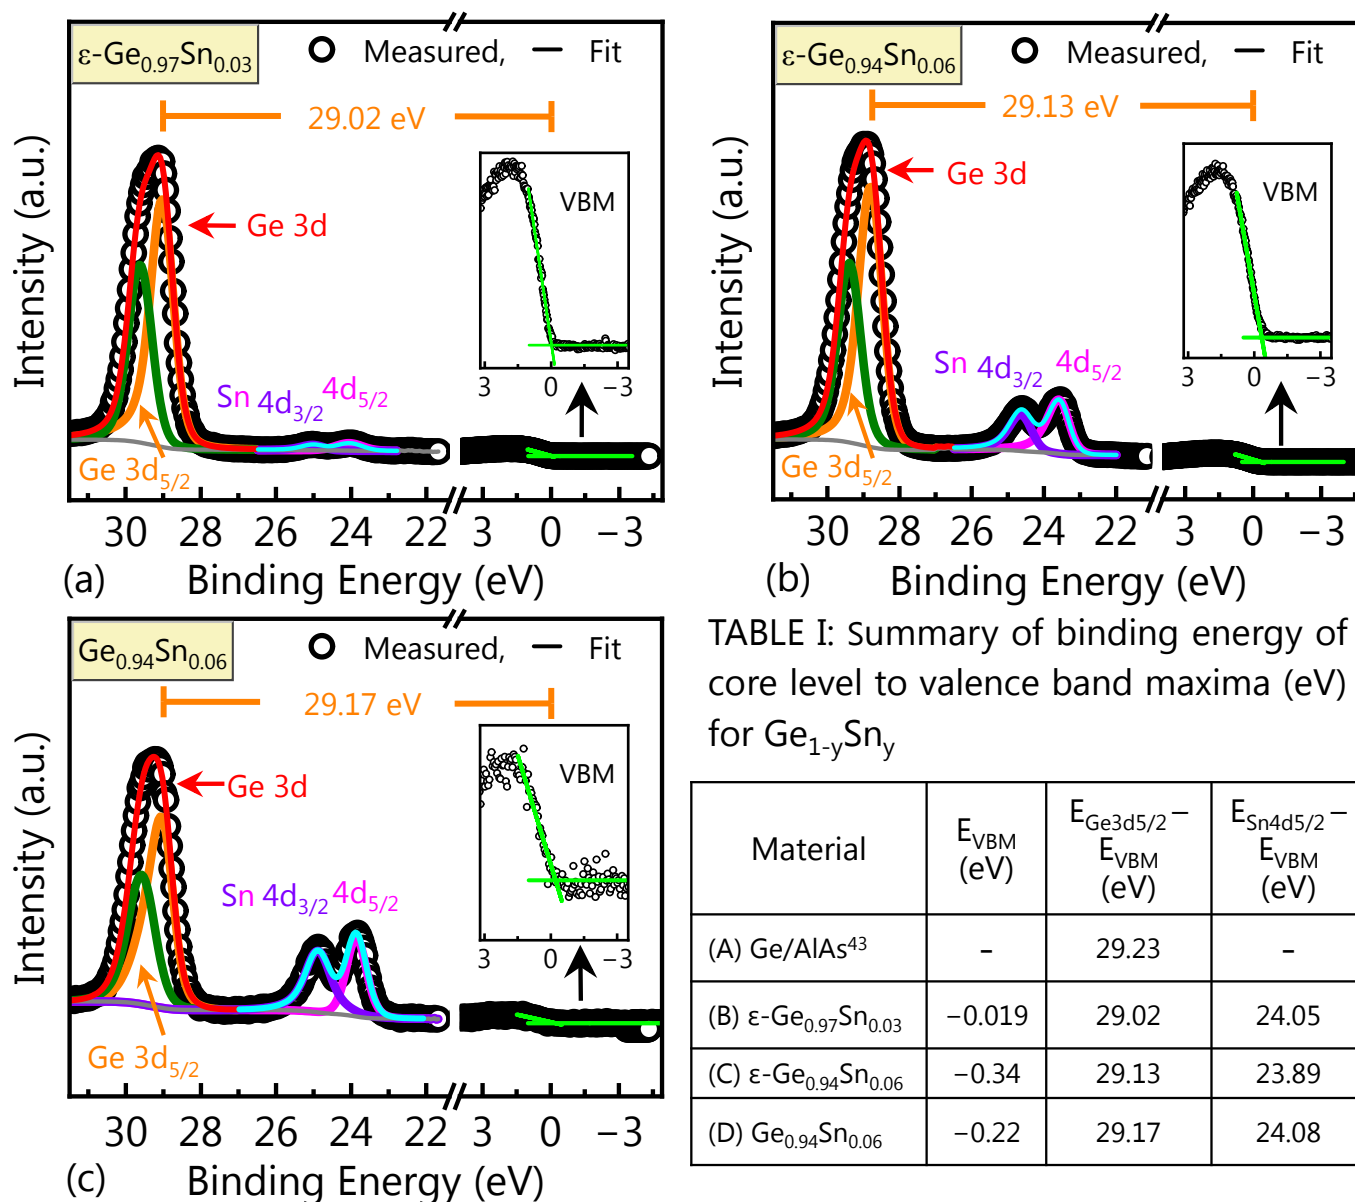 ε-Ge0.97Sn0.03
Measured, Fit
29.02 eV
Ge 3d
VBM
3 0 −3
Sn 4d3/2 4d5/2
Ge 3d5/2
Intensity (a.u.)
30 28 26 24 22 3 0 −3
(a) Binding Energy (eV)
ε-Ge0.94Sn0.06
Measured, Fit
29.13 eV
Ge 3d
VBM
3 0 −3
Sn 4d3/2 4d5/2
Ge 3d5/2
Intensity (a.u.)
30 28 26 24 22 3 0 −3
(b) Binding Energy (eV)
Ge0.94Sn0.06
Measured, Fit
29.17 eV
Ge 3d
VBM
3 0 −3
Sn 4d3/2 4d5/2
Ge 3d5/2
Intensity (a.u.)
30 28 26 24 22 3 0 −3
(c) Binding Energy (eV)
TABLE I: Summary of binding energy of
core level to valence band maxima (eV)
for Ge1-ySny
Material EVBM (eV) EGe3d5/2 − EVBM (eV) ESn4d5/2 − EVBM (eV)
(A) Ge/AlAs43 – 29.23 –
(B) ε-Ge0.97Sn0.03 −0.019 29.02 24.05
(C) ε-Ge0.94Sn0.06 −0.34 29.13 23.89
(D) Ge0.94Sn0.06 −0.22 29.17 24.08